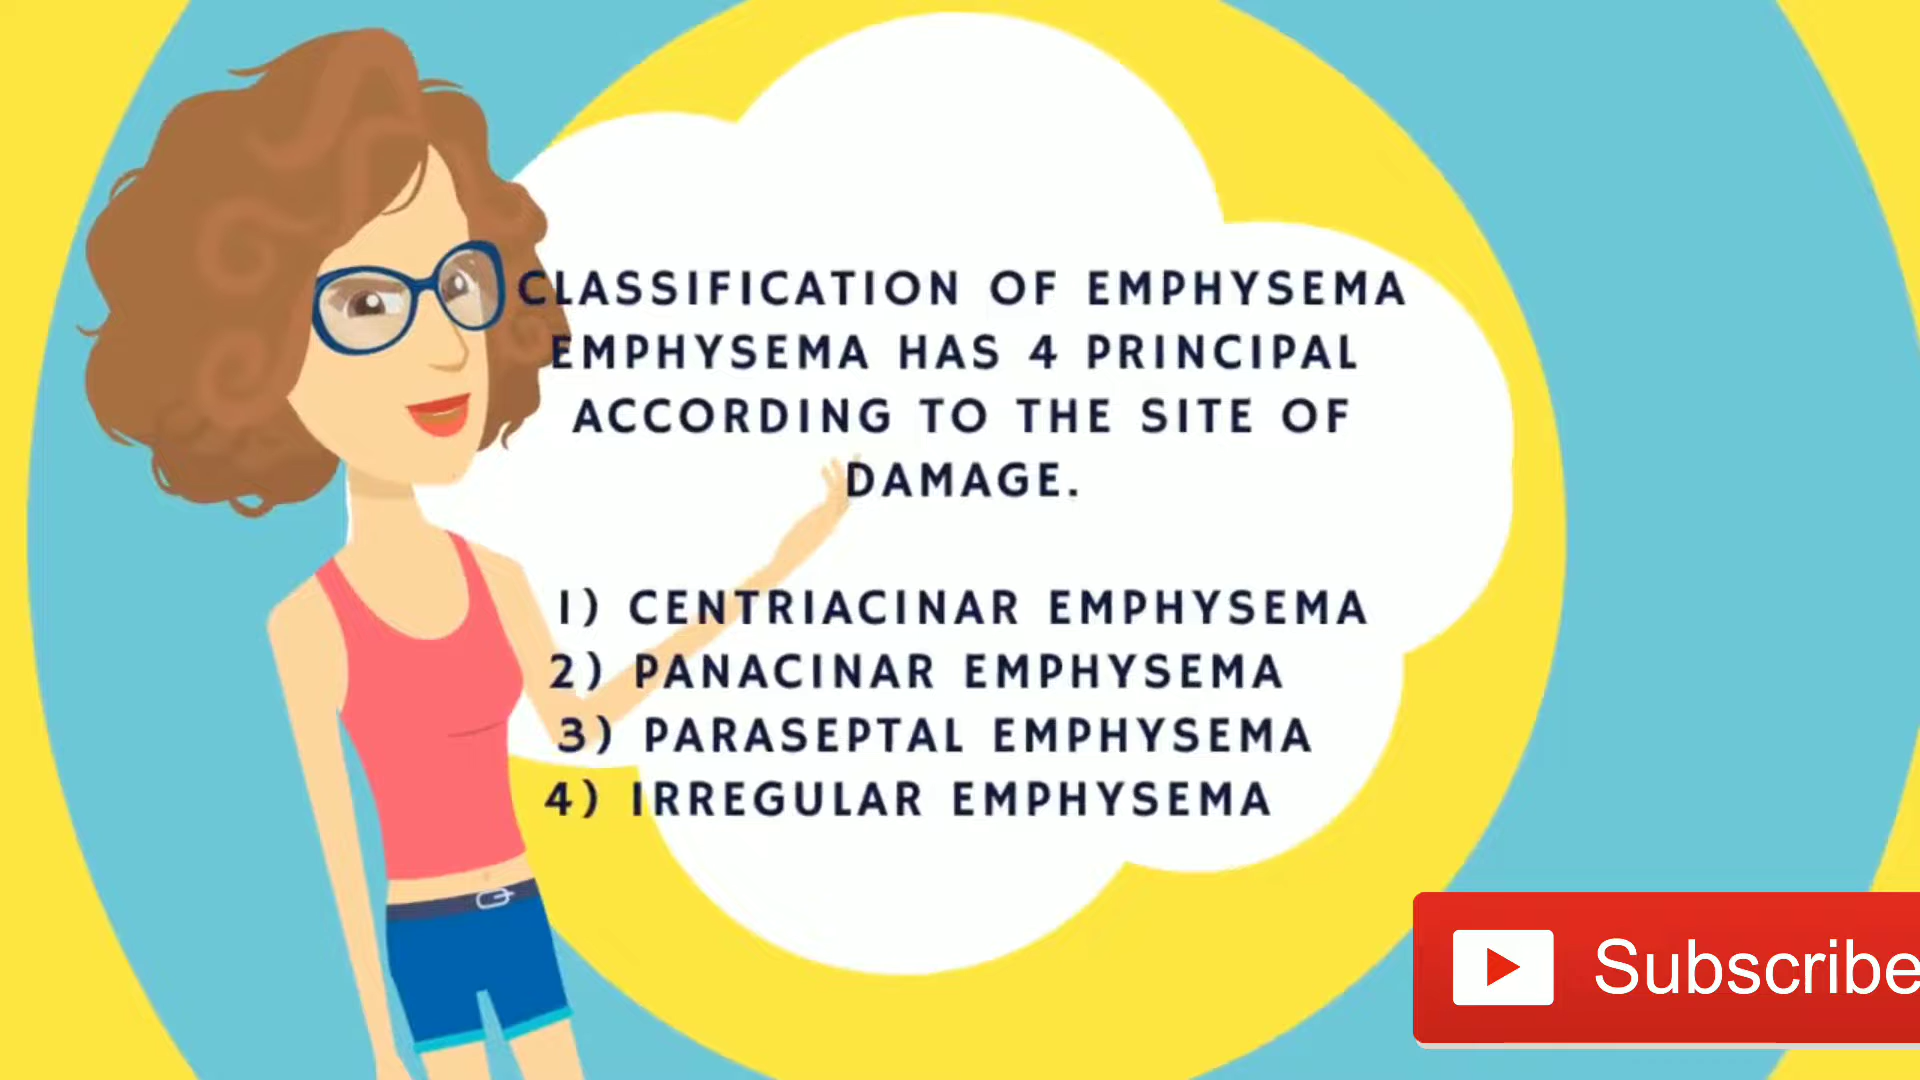 CLASSIFICATION OF EMPHYSEMA
EMPHYSEMA HAS 4 PRINCIPAL
ACCORDING TO THE SITE OF
DAMAGE.
1) CENTRIACINAR EMPHYSEMA
2) PANACINAR EMPHYSEMA
3) PARASEPTAL EMPHYSEMA
4) IRREGULAR EMPHYSEMA
Subscribe